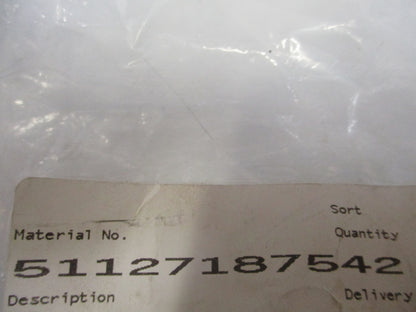 Sort
Material No. Quantity
51127187542
Description Delivery